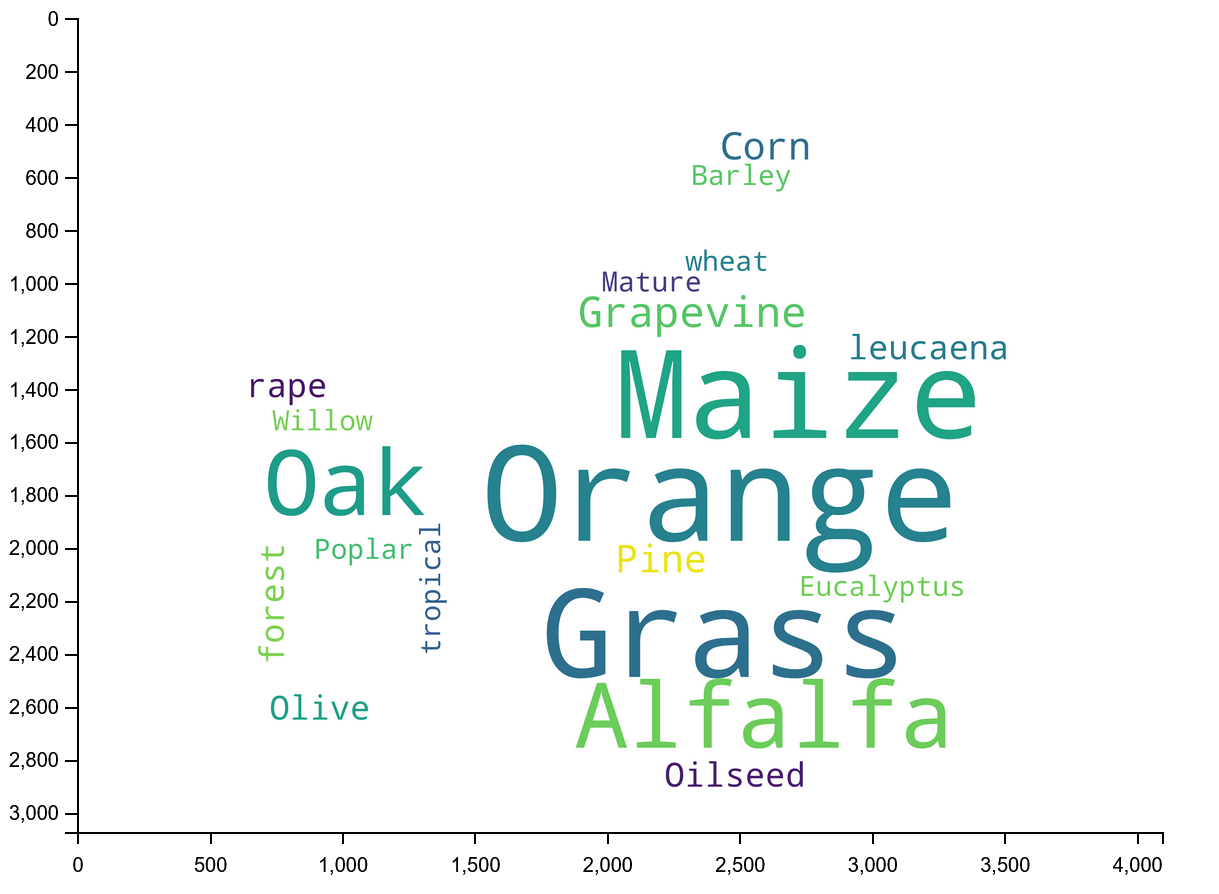 0
200
400
600
800
1,000
1,200
1,400
1,600
1,800
2,000
2,200
2,400
2,600
2,800
3,000
Corn
Barley
wheat
Mature
Grapevine
leucaena
Maize
rape
Willow
Oak
Orange
Poplar
tropical
forest
Pine
Eucalyptus
Grass
Olive
Alfalfa
Oilseed
0 500 1,000 1,500 2,000 2,500 3,000 3,500 4,000